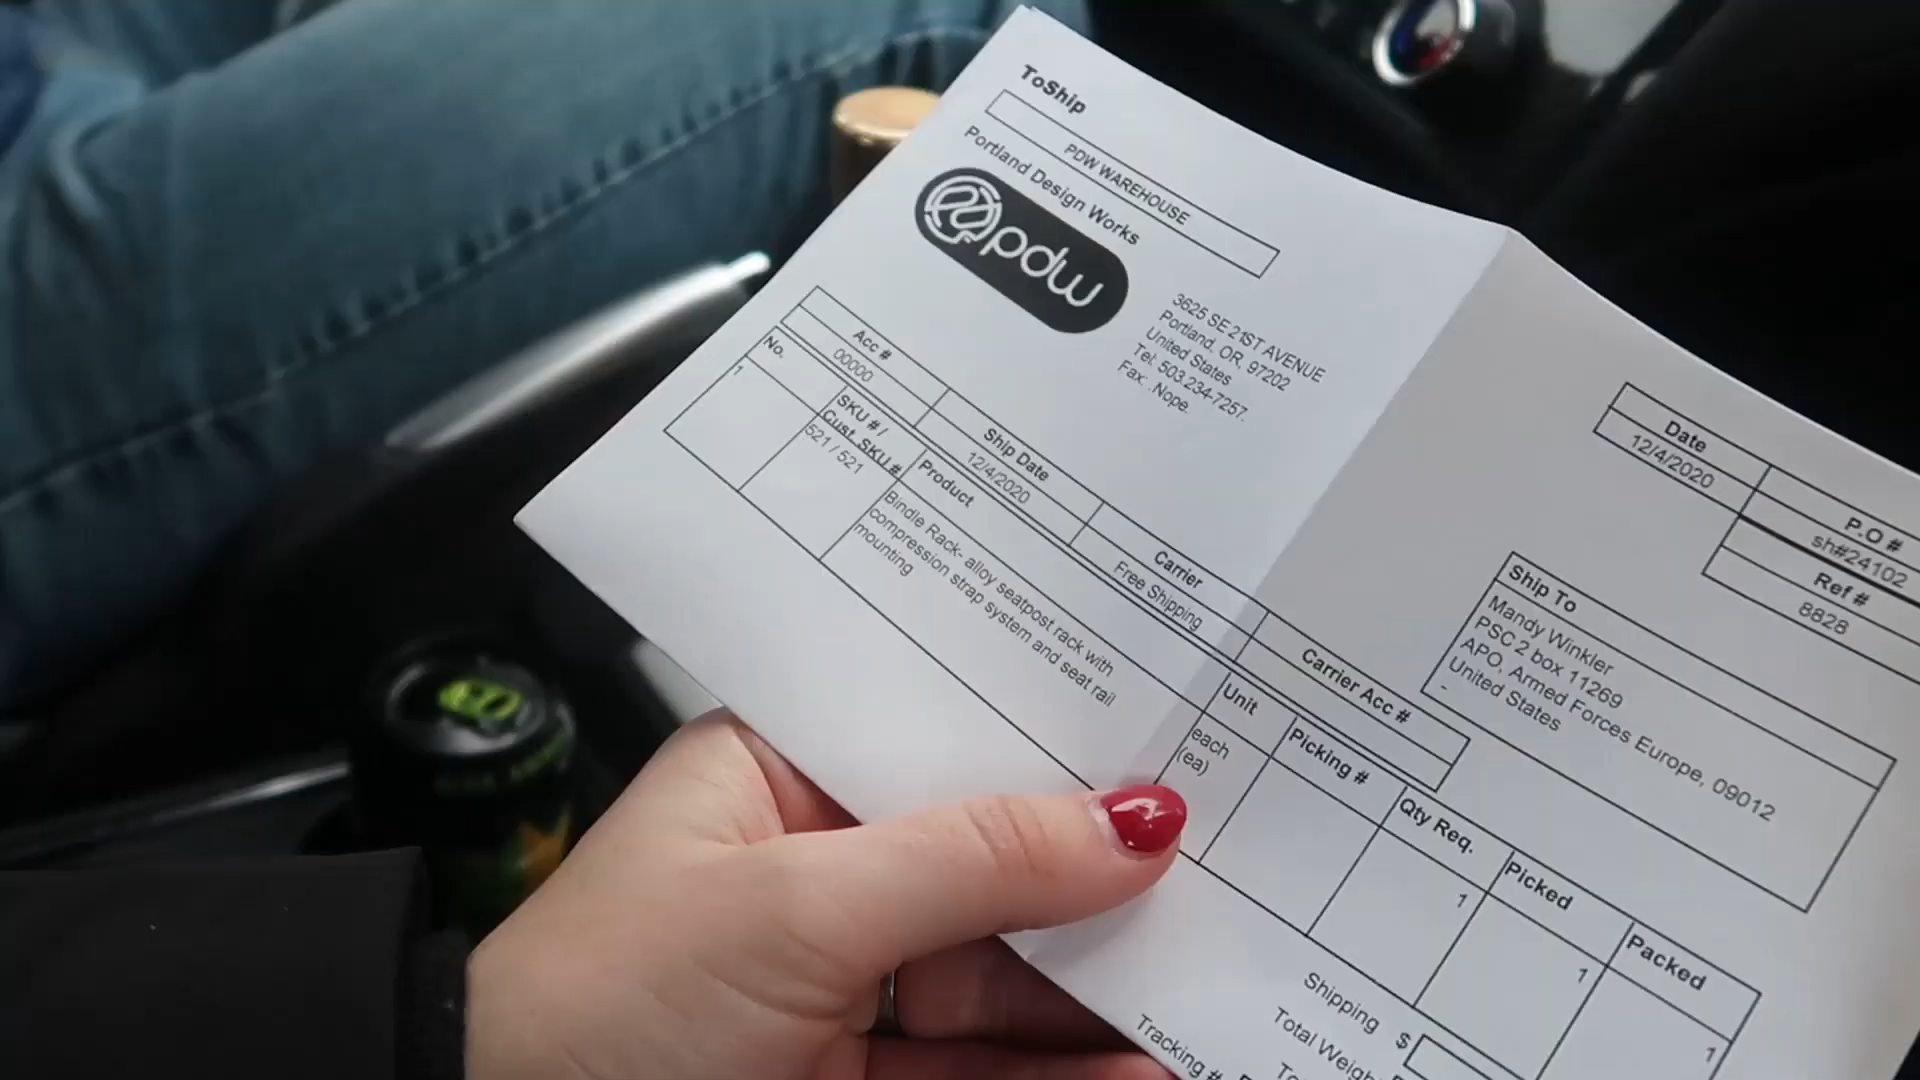 ToShip
PDW WAREHOUSE
Portland Design Works
pdw
3625 SE 21ST AVENUE
Portland, OR, 97202
United States
Tel: 503.234-7257.
Fax: .Nope.
Date
12/4/2020
P.O #
sh#24102
Ref #
8828
Ship To
Mandy Winkler
PSC 2 box 11269
APO, Armed Forces Europe, 09012
United States
-
Acc #
00000
Ship Date
12/4/2020
Carrier
Free Shipping
Carrier Acc #
No.
1
SKU # /
Cust. SKU #
521 / 521
Product
Bindle Rack- alloy seatpost rack with
compression strap system and seat rail
mounting
Unit
each
(ea)
Picking #
Qty Req.
1
Picked
1
Packed
1
Shipping $
Total Weight
Tracking #